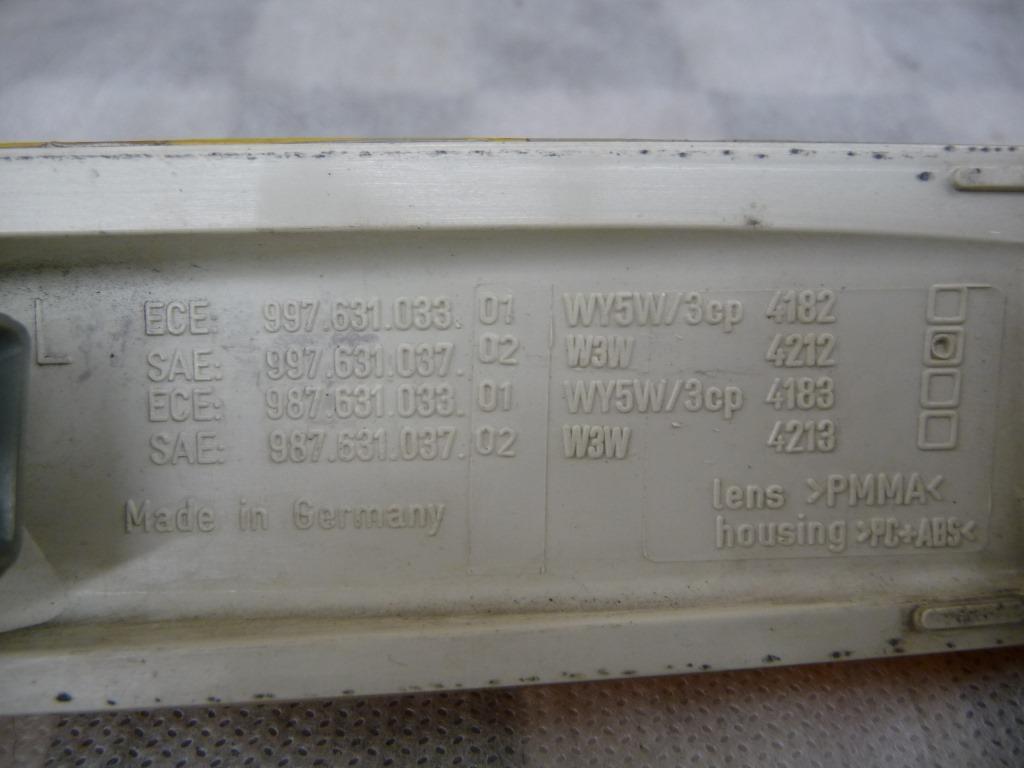 L
ECE: 997.631.033. 01 WY5W/3cp 4182
SAE: 997.631.037. 02 W3W 4212
ECE: 987.631.033. 01 WY5W/3cp 4183
SAE: 987.631.037. 02 W3W 4213
Made in Germany
lens >PMMA<
housing >PC+ABS<